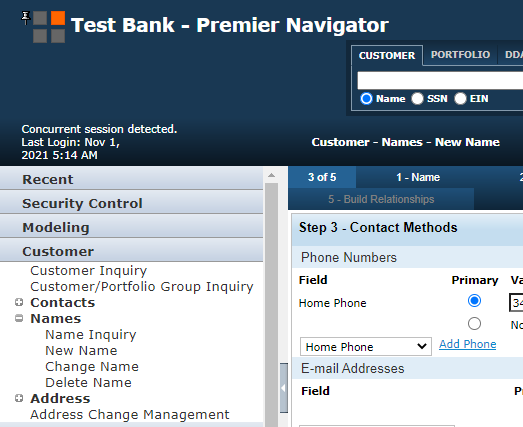 Test Bank - Premier Navigator
CUSTOMER PORTFOLIO DDA
Name SSN EIN
Concurrent session detected.
Last Login: Nov 1,
2021 5:14 AM
Customer - Names - New Name
Recent
Security Control
Modeling
Customer
Customer Inquiry
Customer/Portfolio Group Inquiry
Contacts
Names
Name Inquiry
New Name
Change Name
Delete Name
Address
Address Change Management
3 of 5 1 - Name 2
5 - Build Relationships
Step 3 - Contact Methods
Phone Numbers
Field Primary Va
Home Phone 34
No
Home Phone Add Phone
E-mail Addresses
Field P